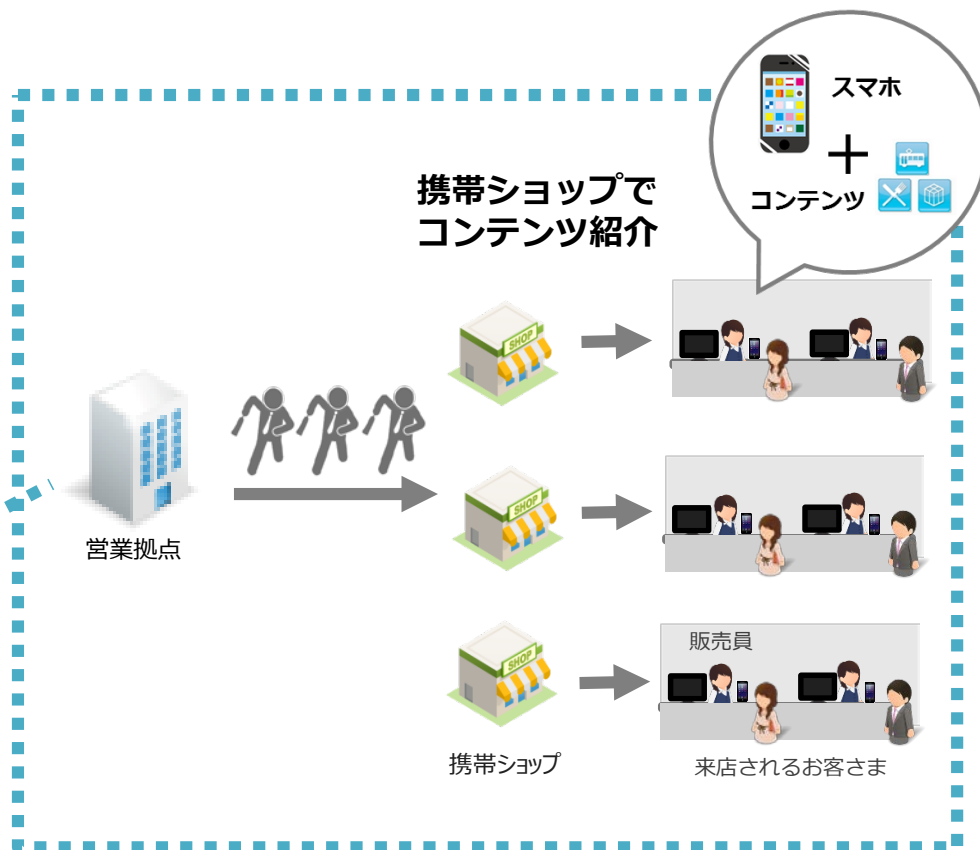 スマホ
＋
コンテンツ
携帯ショップで
コンテンツ紹介
SHOP
営業拠点
SHOP
販売員
SHOP
携帯ショップ
来店されるお客さま